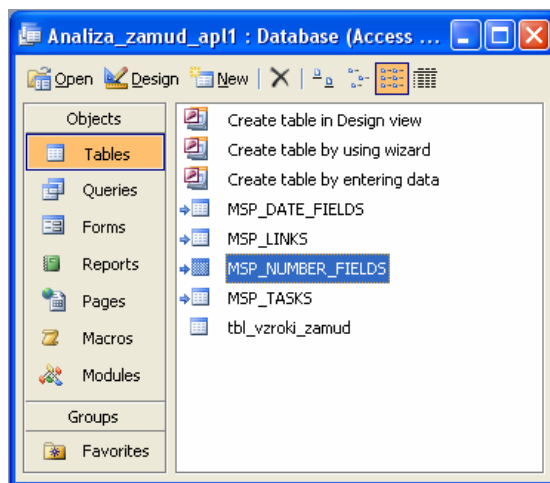 Analiza_zamud_apl1 : Database (Access ...
Open Design New
Objects
Tables
Queries
Forms
Reports
Pages
Macros
Modules
Groups
Favorites
Create table in Design view
Create table by using wizard
Create table by entering data
MSP_DATE_FIELDS
MSP_LINKS
MSP_NUMBER_FIELDS
MSP_TASKS
tbl_vzroki_zamud